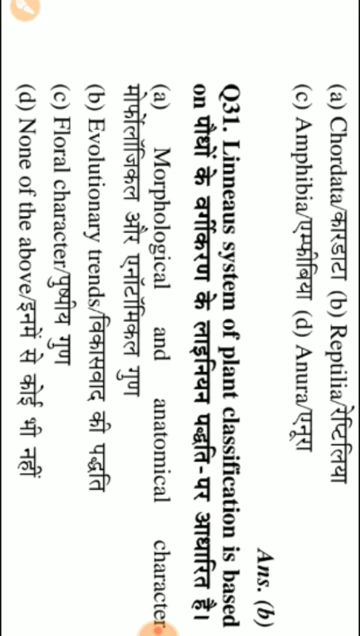 (a) Chordata/कारडाटा (b) Reptilia/रेप्टिलिया
(c) Amphibia/एम्फीबिया (d) Anura/एनूरा
Ans. (b)
Q31. Linneaus system of plant classification is based
on पौधों के वर्गीकरण के लाइनियन पद्धति-पर आधारित है।
(a) Morphological and anatomical character
मोर्फोलॉजिकल और एनॉटॉमिकल गुण
(b) Evolutionary trends/विकासवाद की पद्धति
(c) Floral character/पुष्पीय गुण
(d) None of the above/इनमें से कोई भी नहीं